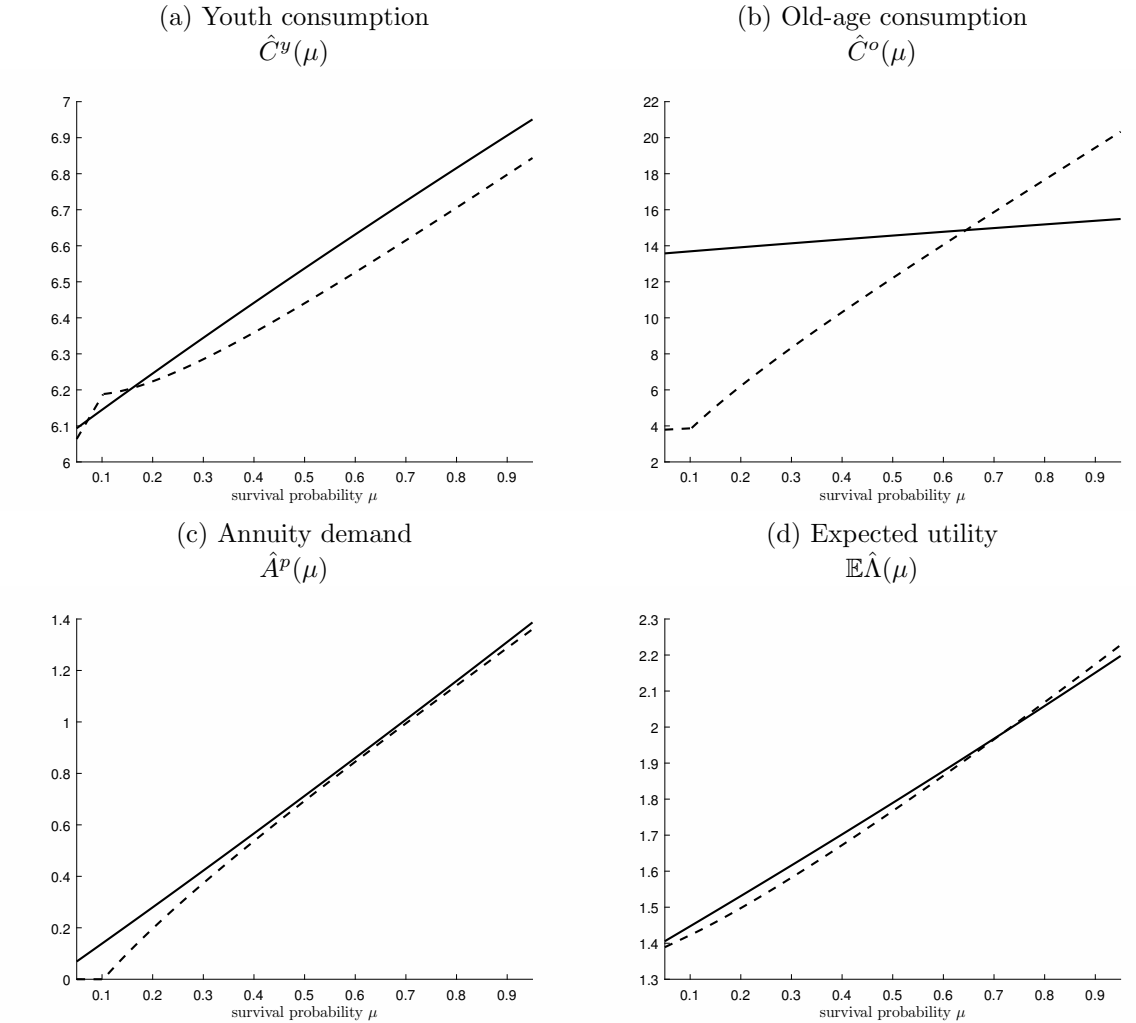 (a) Youth consumption
Ĉʸ(μ)
7
6.9
6.8
6.7
6.6
6.5
6.4
6.3
6.2
6.1
6
0.1 0.2 0.3 0.4 0.5 0.6 0.7 0.8 0.9
survival probability μ
(b) Old-age consumption
Ĉᵒ(μ)
22
20
18
16
14
12
10
8
6
4
2
0.1 0.2 0.3 0.4 0.5 0.6 0.7 0.8 0.9
survival probability μ
(c) Annuity demand
Âᵖ(μ)
1.4
1.2
1
0.8
0.6
0.4
0.2
0
0.1 0.2 0.3 0.4 0.5 0.6 0.7 0.8 0.9
survival probability μ
(d) Expected utility
𝔼Λ̂(μ)
2.3
2.2
2.1
2
1.9
1.8
1.7
1.6
1.5
1.4
1.3
0.1 0.2 0.3 0.4 0.5 0.6 0.7 0.8 0.9
survival probability μ